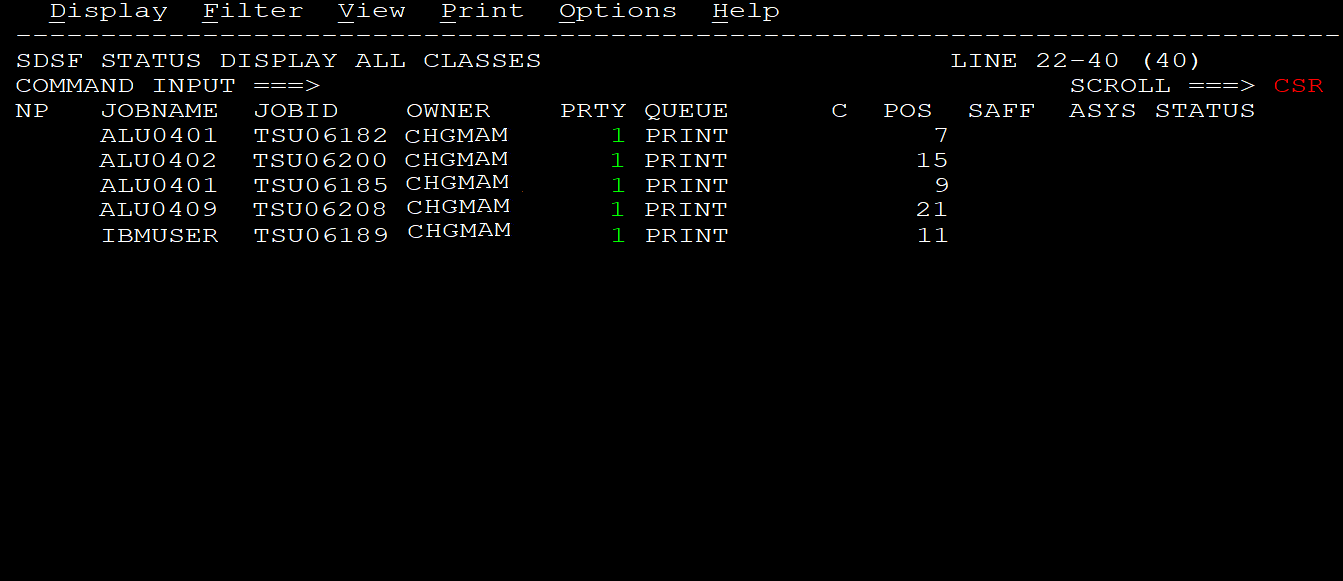 Display Filter View Print Options Help
-------------------------------------------------------------------------------
SDSF STATUS DISPLAY ALL CLASSES LINE 22-40 (40)
COMMAND INPUT ===> SCROLL ===> CSR
NP JOBNAME JOBID OWNER PRTY QUEUE C POS SAFF ASYS STATUS
ALU0401 TSU06182 CHGMAM 1 PRINT 7
ALU0402 TSU06200 CHGMAM 1 PRINT 15
ALU0401 TSU06185 CHGMAM 1 PRINT 9
ALU0409 TSU06208 CHGMAM 1 PRINT 21
IBMUSER TSU06189 CHGMAM 1 PRINT 11